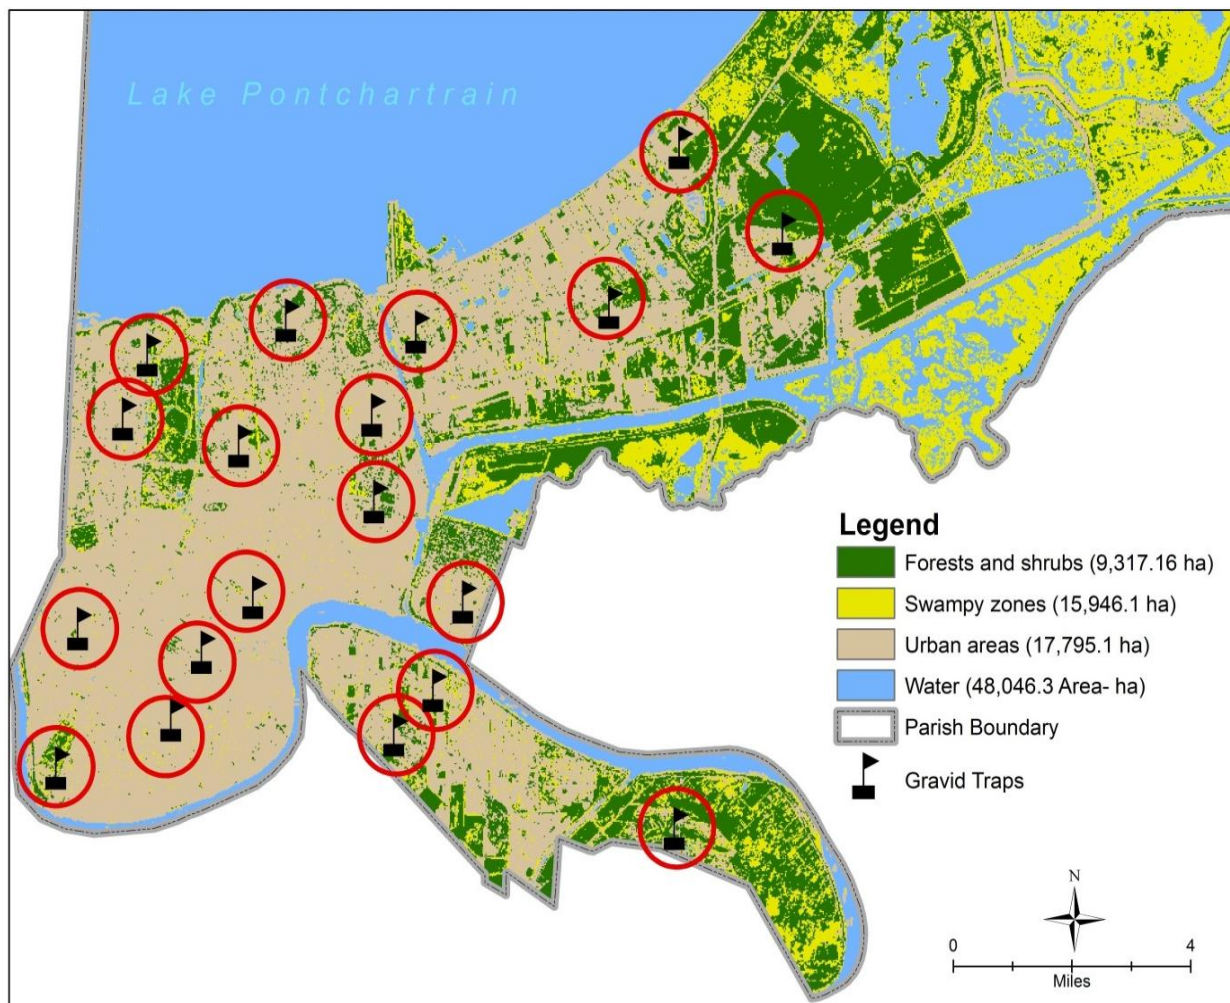 Lake Pontchartrain
Legend
Forests and shrubs (9,317.16 ha)
Swampy zones (15,946.1 ha)
Urban areas (17,795.1 ha)
Water (48,046.3 Area- ha)
Parish Boundary
Gravid Traps
N
0 4
Miles